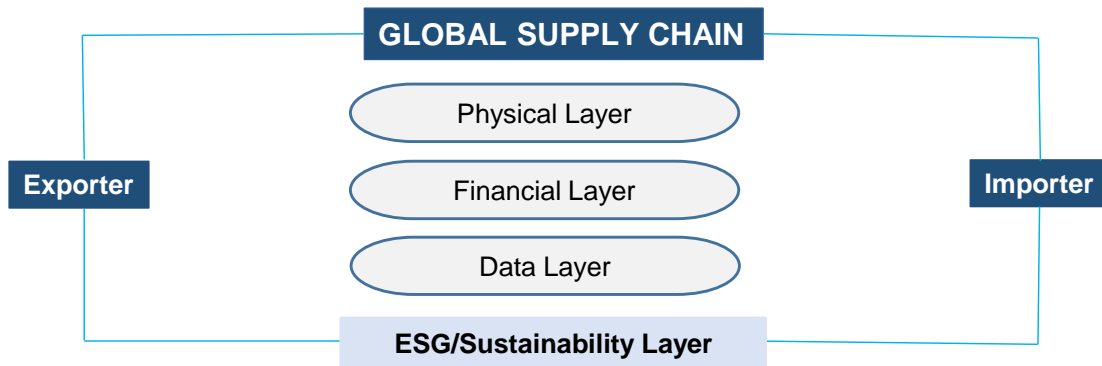 GLOBAL SUPPLY CHAIN
Physical Layer
Exporter
Financial Layer
Importer
Data Layer
ESG/Sustainability Layer